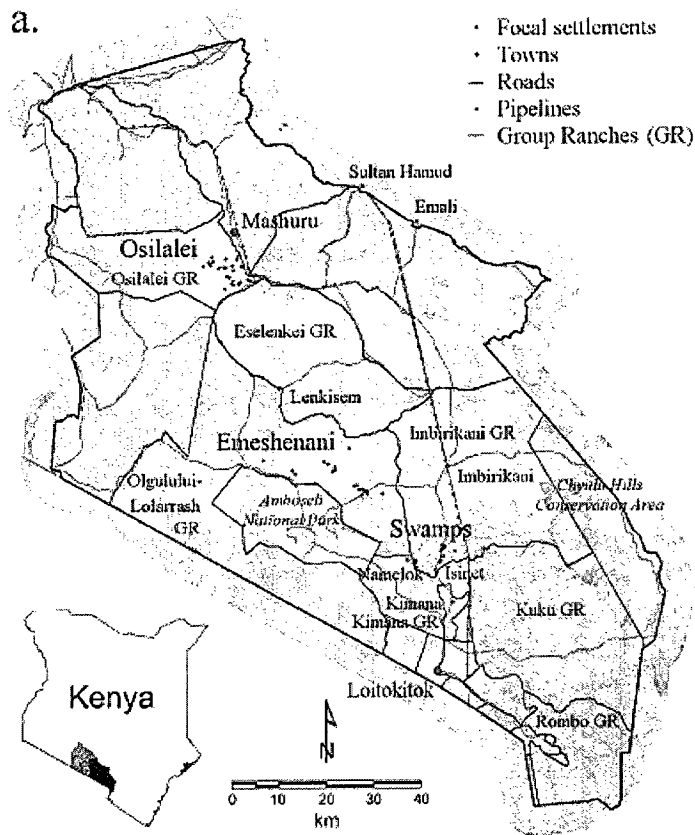 a.
Focal settlements
Towns
Roads
Pipelines
Group Ranches (GR)
Sultan Hamud
Emali
Mashuru
Osilalei
Osilalei GR
Eselenkei GR
Lenkisem
Emeshenani
Imbirikani GR
Olgulului-
Lolarrash
GR
Amboseli
National Park
Imbirikani
Chyulu Hills
Conservation Area
Swamps
Namelok
Isinet
Kimana
Kimana GR
Kuku GR
Loitokitok
Rombo GR
Kenya
N
0 10 20 30 40
km